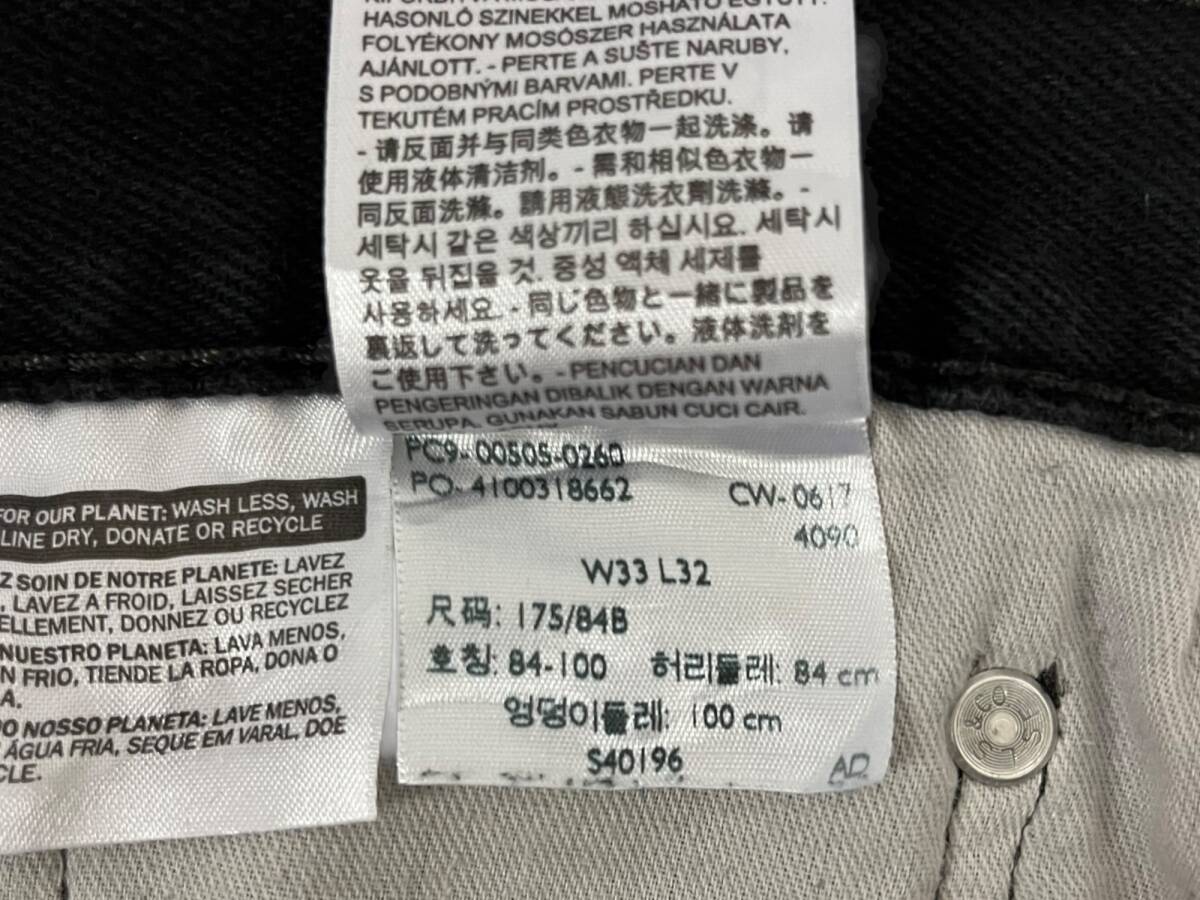 HASONLÓ SZINEKKEL MOSHATÓ EGYÜTT.
FOLYÉKONY MOSÓSZER HASZNÁLATA
AJÁNLOTT. - PERTE A SUŠTE NARUBY,
S PODOBNÝMI BARVAMI. PERTE V
TEKUTÉM PRACÍM PROSTŘEDKU.
- 请反面并与同类色衣物一起洗涤。请
使用液体清洁剂。- 需和相似色衣物一
同反面洗滌。請用液態洗衣劑洗滌。-
세탁시 같은 색상끼리 하십시요. 세탁시
옷을 뒤집을 것. 중성 액체 세제를
사용하세요. - 同じ色物と一緒に製品を
裏返して洗ってください。液体洗剤を
ご使用下さい。- PENCUCIAN DAN
PENGERINGAN DIBALIK DENGAN WARNA
SERUPA. GUNAKAN SABUN CUCI CAIR.
PC9- 00505-0260
PO- 4100318662 CW- 0617
4090
W33 L32
尺码: 175/84B
호칭: 84-100 허리둘레: 84 cm
엉덩이둘레: 100 cm
S40196
AD
FOR OUR PLANET: WASH LESS, WASH
LINE DRY, DONATE OR RECYCLE
Z SOIN DE NOTRE PLANETE: LAVEZ
, LAVEZ A FROID, LAISSEZ SECHER
ELLEMENT, DONNEZ OU RECYCLEZ
NUESTRO PLANETA: LAVA MENOS,
N FRIO, TIENDE LA ROPA, DONA O
A.
DO NOSSO PLANETA: LAVE MENOS,
ÁGUA FRIA, SEQUE EM VARAL, DOE
CLE.